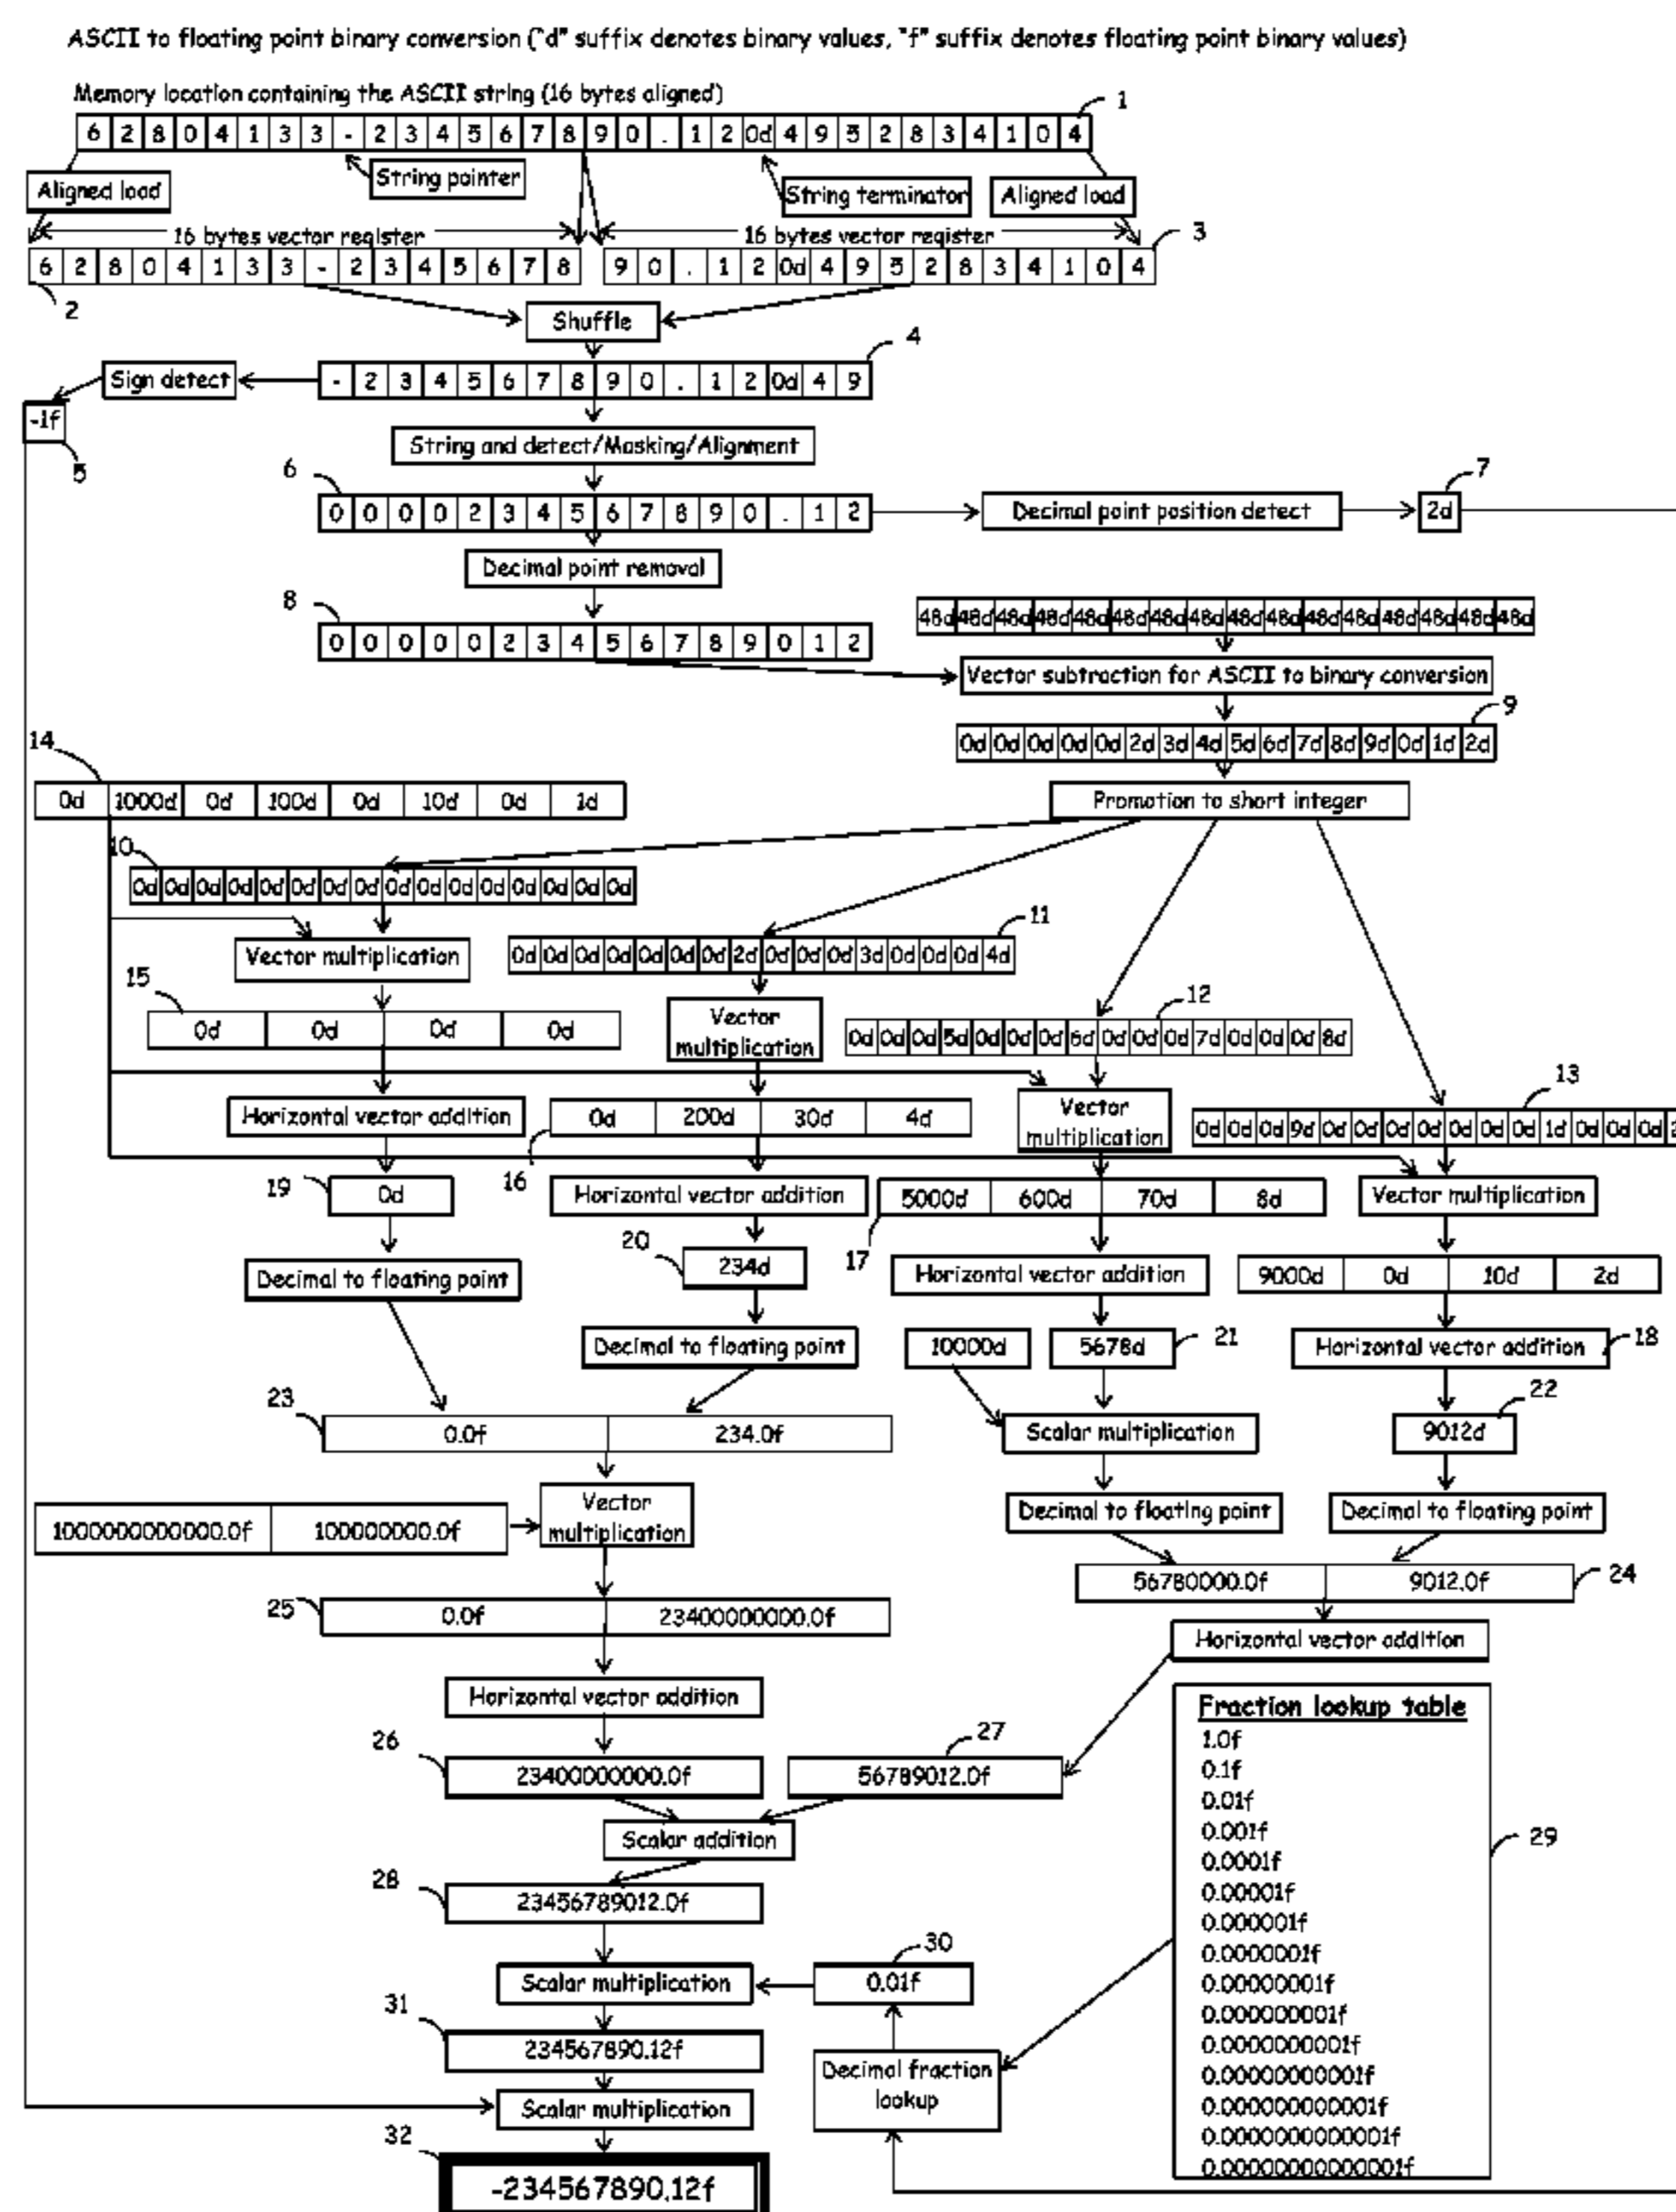 ASCII to floating point binary conversion ("d" suffix denotes binary values, "f" suffix denotes floating point binary values)
Memory location containing the ASCII string (16 bytes aligned)
1
6 2 8 0 4 1 3 3 - 2 3 4 5 6 7 8 9 0 . 1 2 0d 4 9 5 2 8 3 4 1 0 4
Aligned load
String pointer
String terminator
Aligned load
16 bytes vector register
16 bytes vector register
3
6 2 8 0 4 1 3 3 - 2 3 4 5 6 7 8
9 0 . 1 2 0d 4 9 5 2 8 3 4 1 0 4
2
Shuffle
4
Sign detect
- 2 3 4 5 6 7 8 9 0 . 1 2 0d 4 9
-1f
5
String and detect/Masking/Alignment
6
7
0 0 0 0 2 3 4 5 6 7 8 9 0 . 1 2
Decimal point position detect
2d
Decimal point removal
8
48d 48d 48d 48d 48d 48d 48d 48d 48d 48d 48d 48d 48d 48d 48d 48d
0 0 0 0 0 2 3 4 5 6 7 8 9 0 1 2
Vector subtraction for ASCII to binary conversion
9
0d 0d 0d 0d 0d 2d 3d 4d 5d 6d 7d 8d 9d 0d 1d 2d
14
0d 1000d 0d 100d 0d 10d 0d 1d
Promotion to short integer
10
0d 0d 0d 0d 0d 0d 0d 0d 0d 0d 0d 0d 0d 0d 0d 0d
11
Vector multiplication
0d 0d 0d 0d 0d 0d 0d 2d 0d 0d 0d 3d 0d 0d 0d 4d
15
12
0d 0d 0d 0d
Vector
multiplication
0d 0d 0d 5d 0d 0d 0d 6d 0d 0d 0d 7d 0d 0d 0d 8d
13
Horizontal vector addition
0d 200d 30d 4d
Vector
multiplication
0d 0d 0d 9d 0d 0d 0d 0d 0d 0d 0d 1d 0d 0d 0d
19
0d
16
Horizontal vector addition
5000d 600d 70d 8d
Vector multiplication
20
234d
17
Decimal to floating point
Horizontal vector addition
9000d 0d 10d 2d
Decimal to floating point
10000d
5678d
21
Horizontal vector addition
18
23
22
0.0f 234.0f
Scalar multiplication
9012d
1000000000000.0f 100000000.0f
Vector
multiplication
Decimal to floating point
Decimal to floating point
56780000.0f 9012.0f
24
25
0.0f 23400000000.0f
Horizontal vector addition
Horizontal vector addition
Fraction lookup table
1.0f
0.1f
0.01f
0.001f
0.0001f
0.00001f
0.000001f
0.0000001f
0.00000001f
0.000000001f
0.0000000001f
0.00000000001f
0.000000000001f
0.0000000000001f
0.00000000000001f
29
26
27
23400000000.0f
56789012.0f
Scalar addition
28
23456789012.0f
30
Scalar multiplication
0.01f
31
234567890.12f
Decimal fraction
lookup
Scalar multiplication
32
-234567890.12f